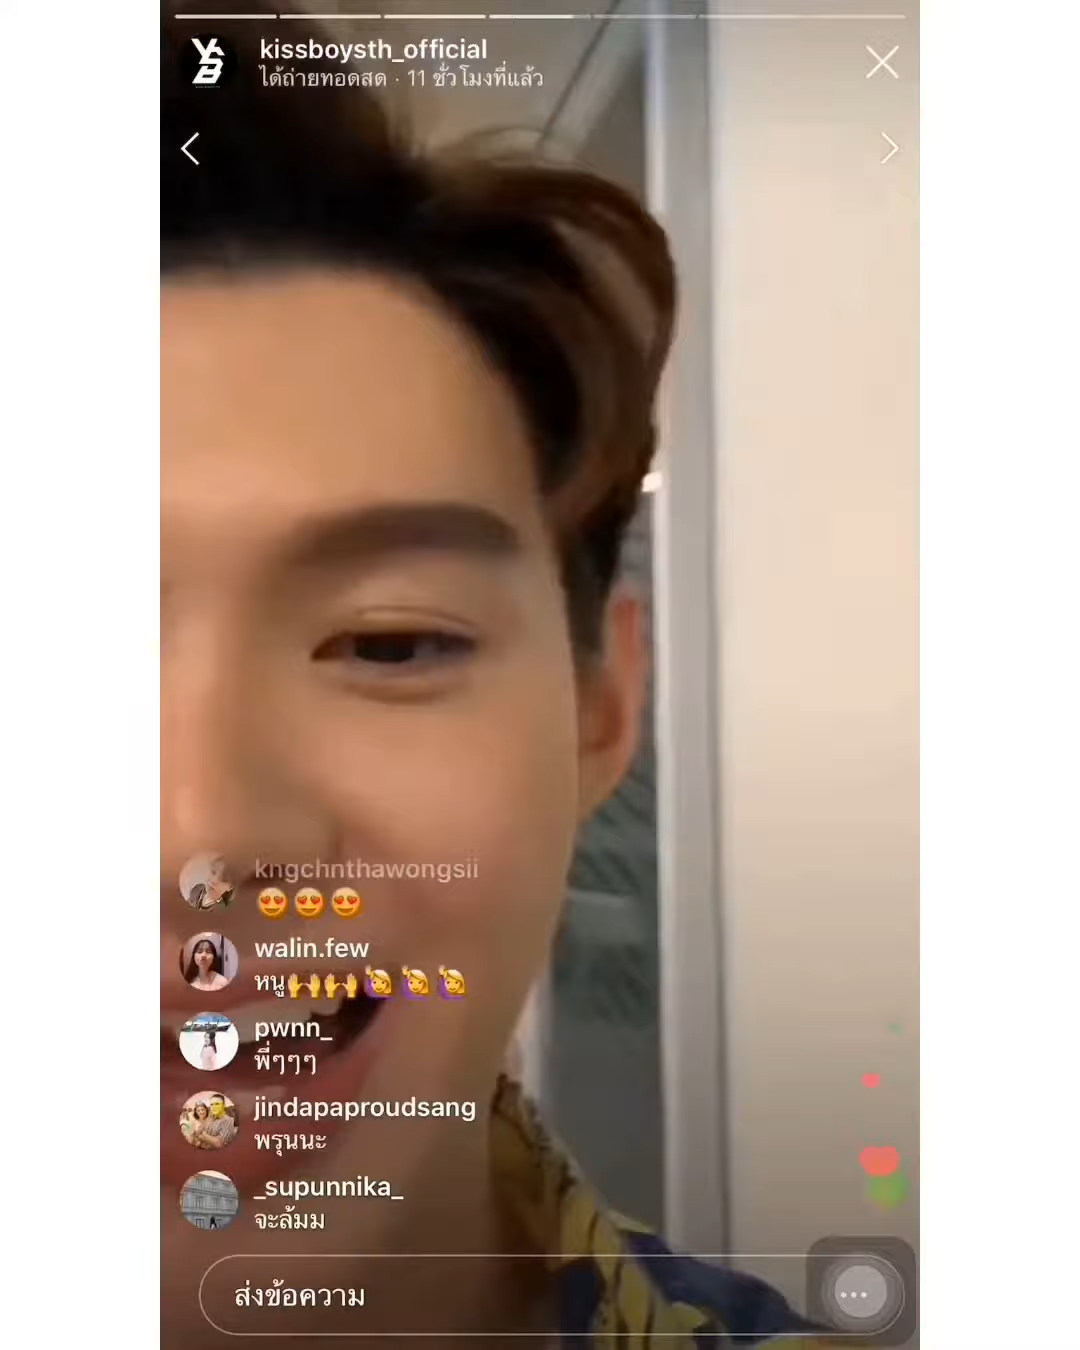 kissboysth_official
ได้ถ่ายทอดสด · 11 ชั่วโมงที่แล้ว
kngchnthawongsii
😍😍😍
walin.few
หนู🙌🙌🙋‍♀️🙋‍♀️🙋‍♀️
pwnn_
พี่ๆๆๆ
jindapaproudsang
พรุนนะ
_supunnika_
จะล้มม
ส่งข้อความ